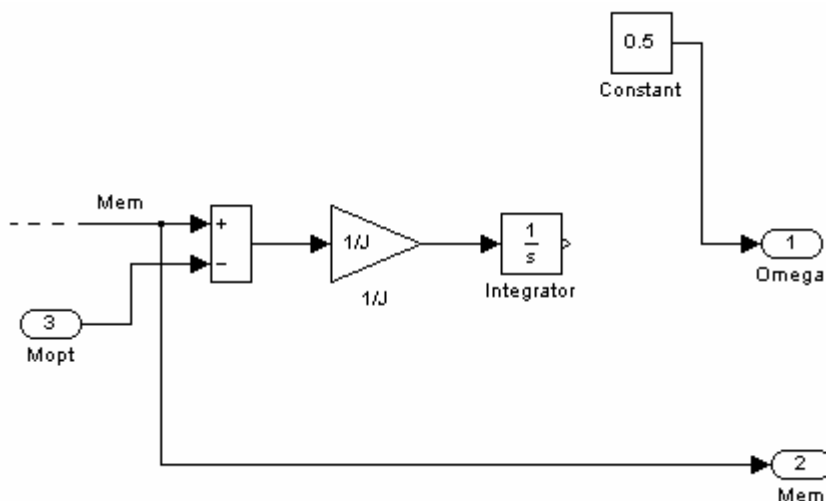 0.5
Constant
Mem
+
−
1/J
1/J
1
s
Integrator
1
Omega
3
Mopt
2
Mem